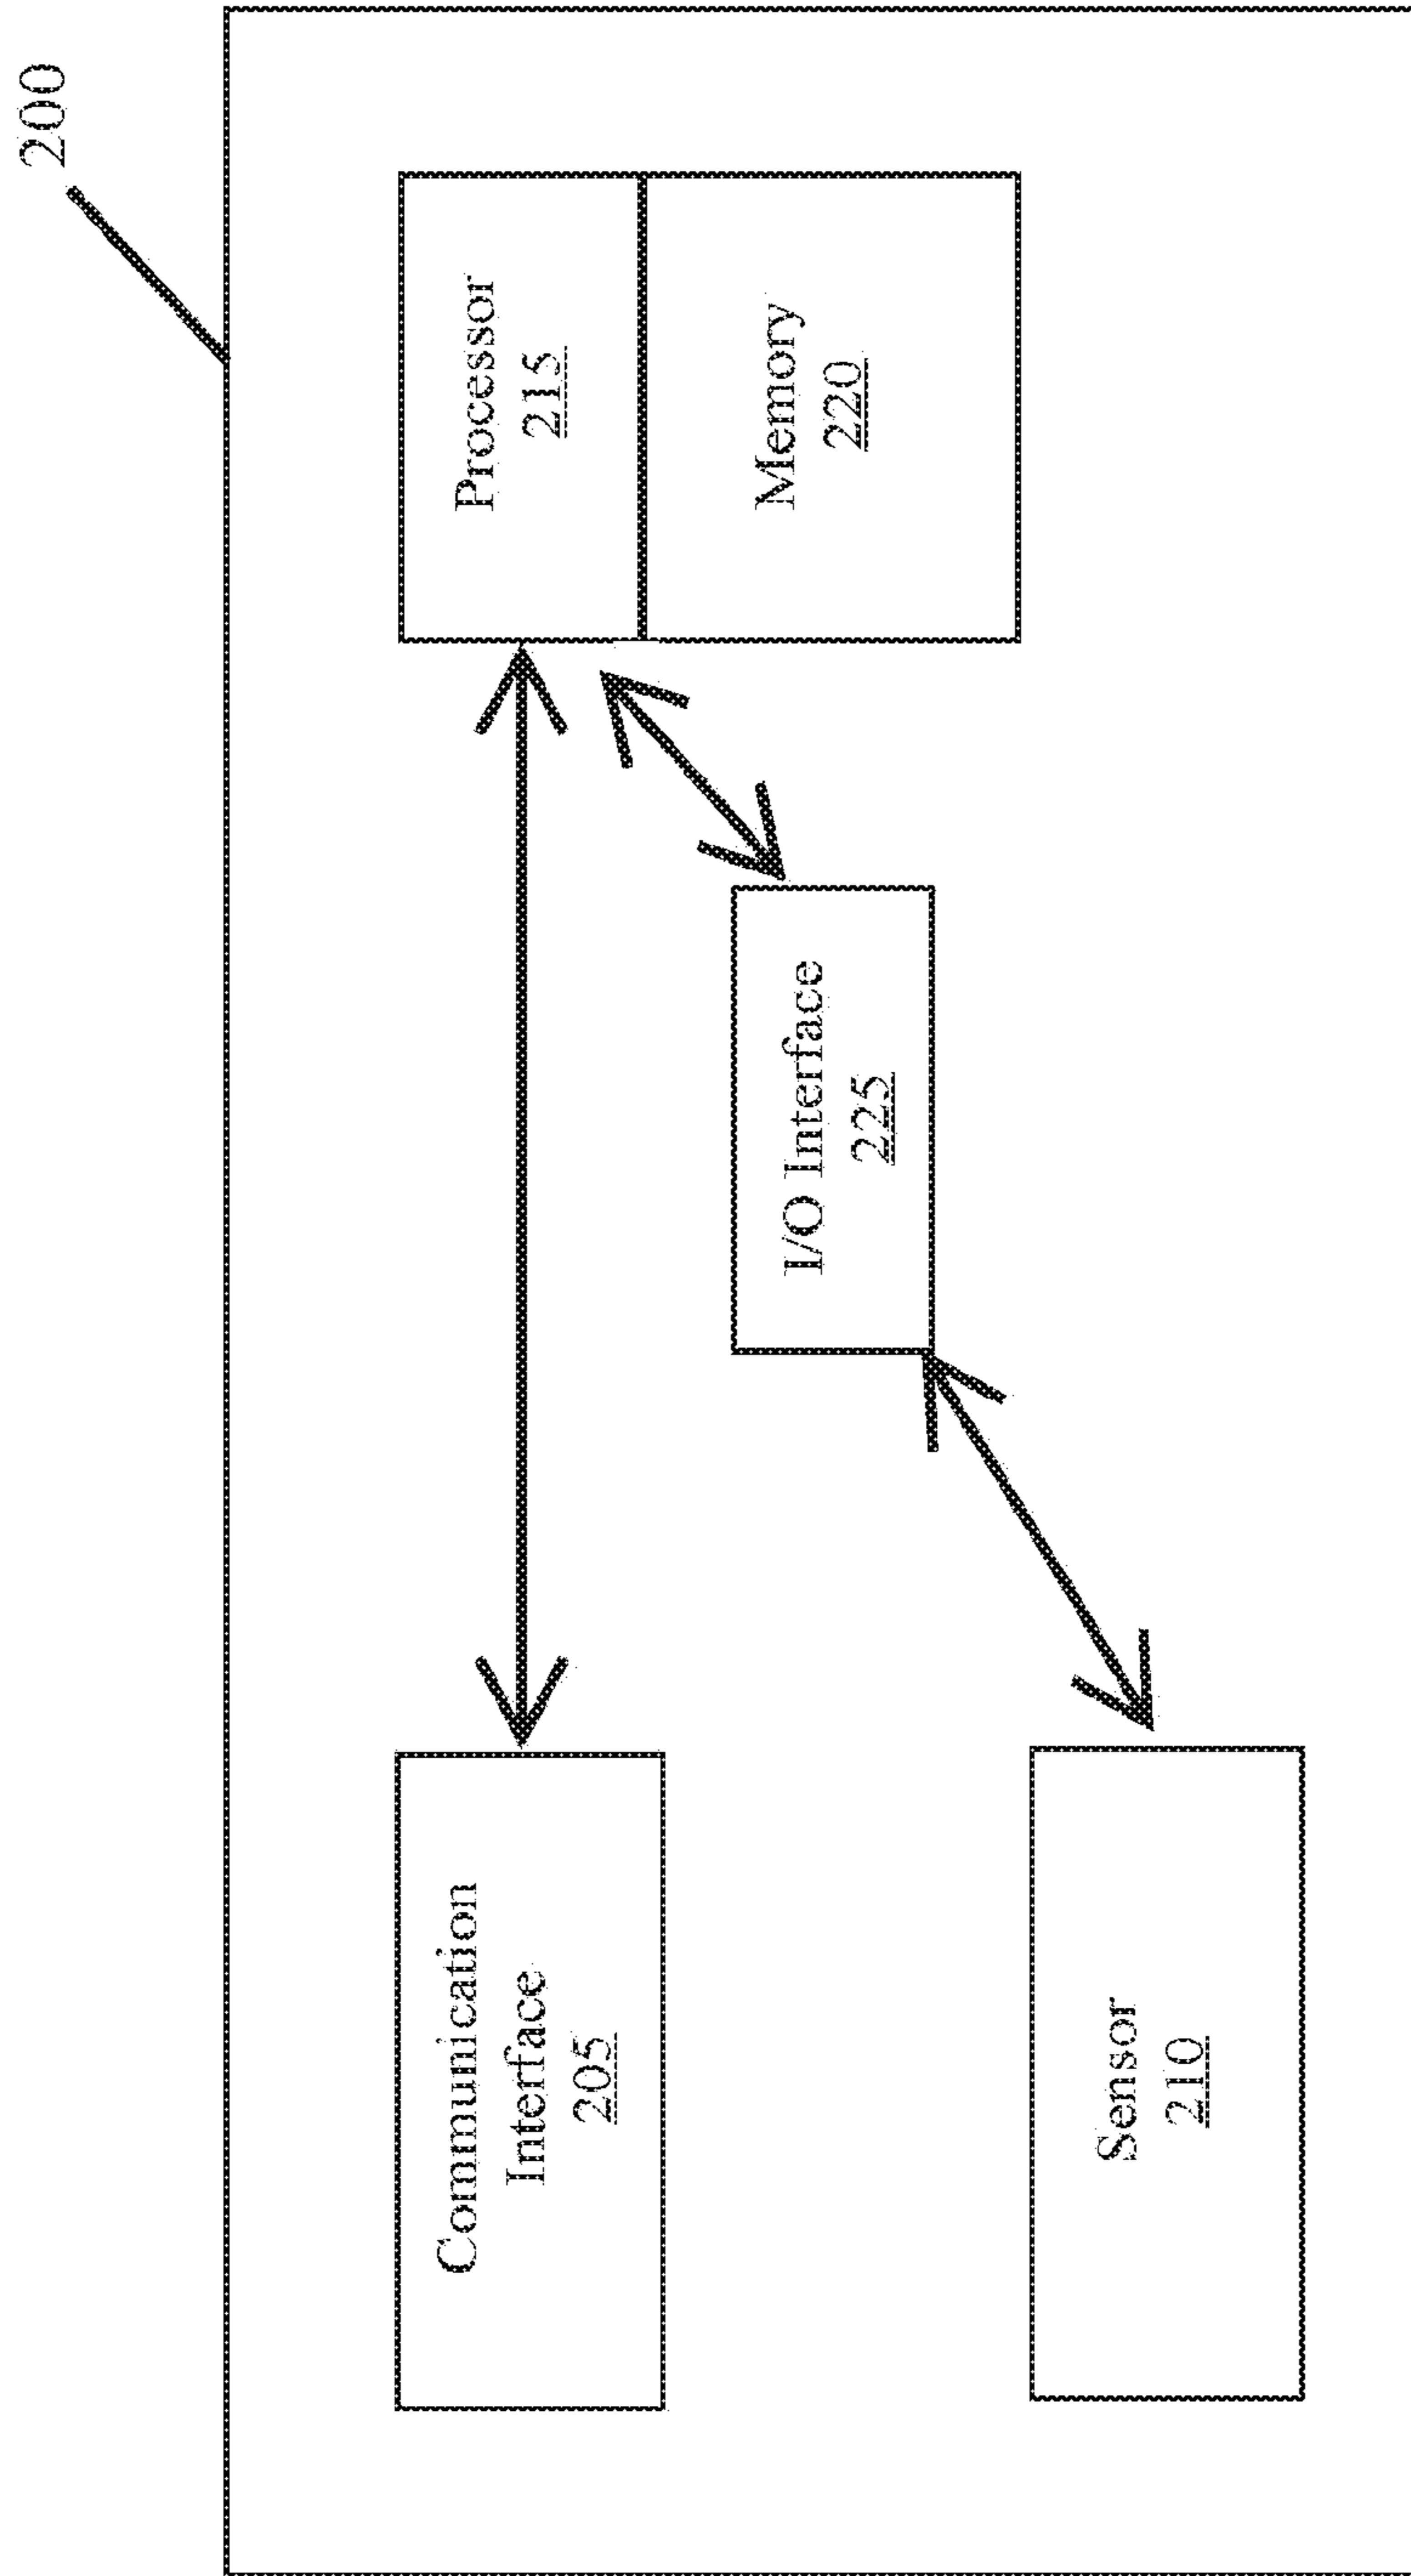 200
Communication
Interface
205
Processor
215
Memory
220
I/O Interface
225
Sensor
210